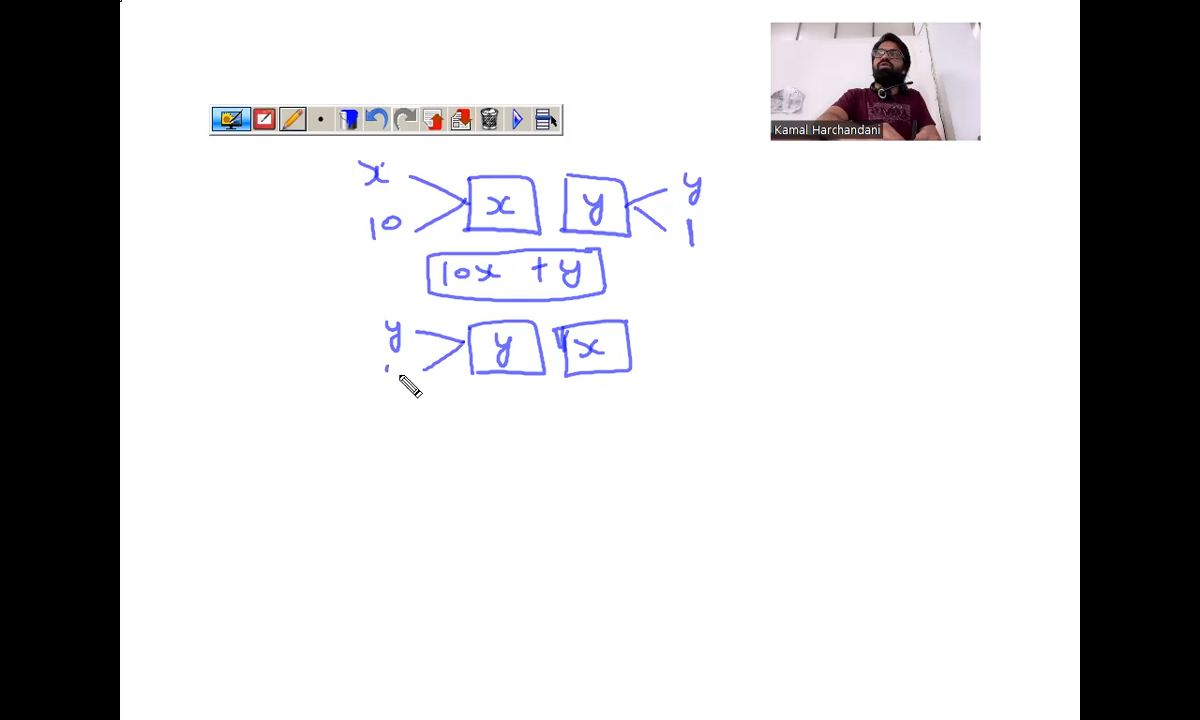 Kamal Harchandani
x x y y
10 1
10x + y
y y x